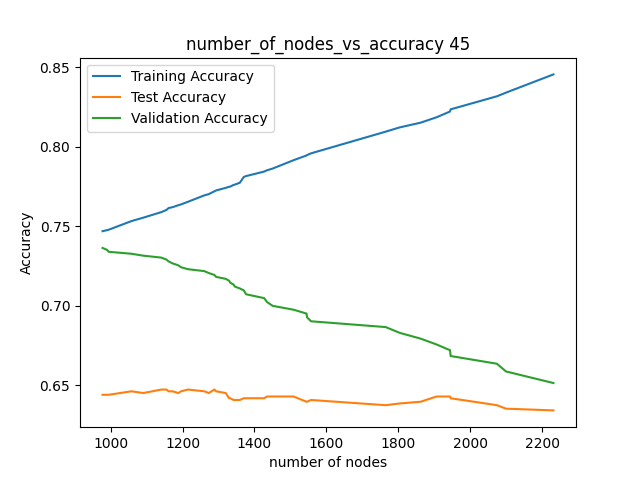 number_of_nodes_vs_accuracy 45
Training Accuracy
Test Accuracy
Validation Accuracy
Accuracy
0.85
0.80
0.75
0.70
0.65
1000 1200 1400 1600 1800 2000 2200
number of nodes